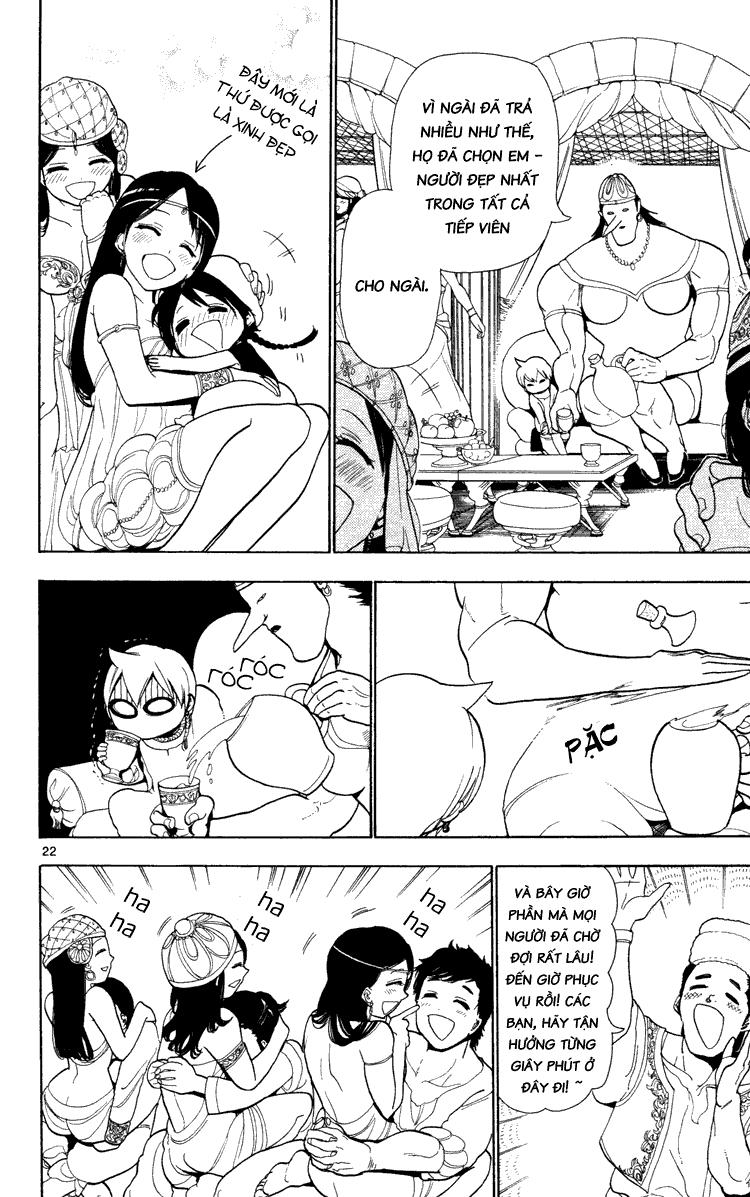 VÌ NGÀI ĐÃ TRẢ
NHIỀU NHƯ THẾ,
HỌ ĐÃ CHỌN EM –
NGƯỜI ĐẸP NHẤT
TRONG TẤT CẢ
TIẾP VIÊN
CHO NGÀI.
ĐÂY MỚI LÀ
THỨ ĐƯỢC GỌI
LÀ XINH ĐẸP
PẶC
GÓC
GÓC
22
VÀ BÂY GIỜ
PHẦN MÀ MỌI
NGƯỜI ĐÃ CHỜ
ĐỢI RẤT LÂU!
ĐẾN GIỜ PHỤC
VỤ RỒI! CÁC
BẠN, HÃY TẬN
HƯỞNG TỪNG
GIÂY PHÚT Ở
ĐÂY ĐI! ~
ha
ha
ha
ha
ha
ha